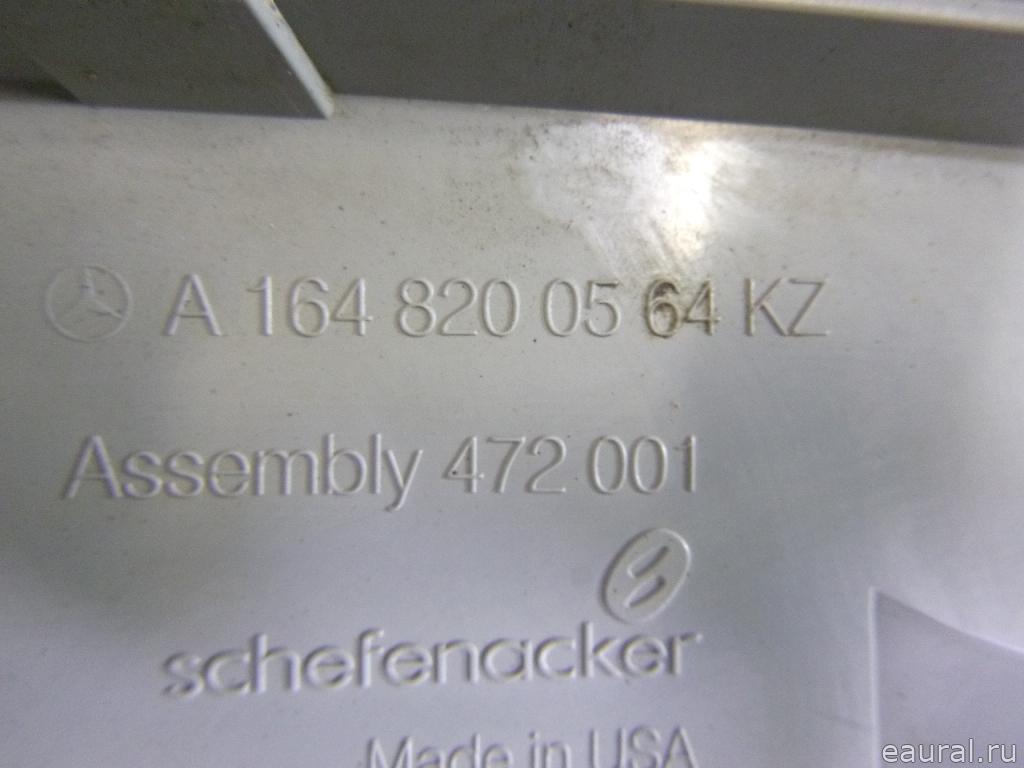 A 164 820 05 64 KZ
Assembly 472 001
schefenacker
Made in USA
eaural.ru